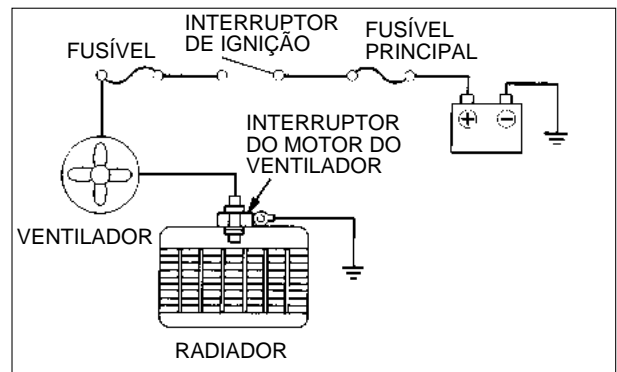 FUSÍVEL
INTERRUPTOR
DE IGNIÇÃO
FUSÍVEL
PRINCIPAL
INTERRUPTOR
DO MOTOR DO
VENTILADOR
VENTILADOR
RADIADOR